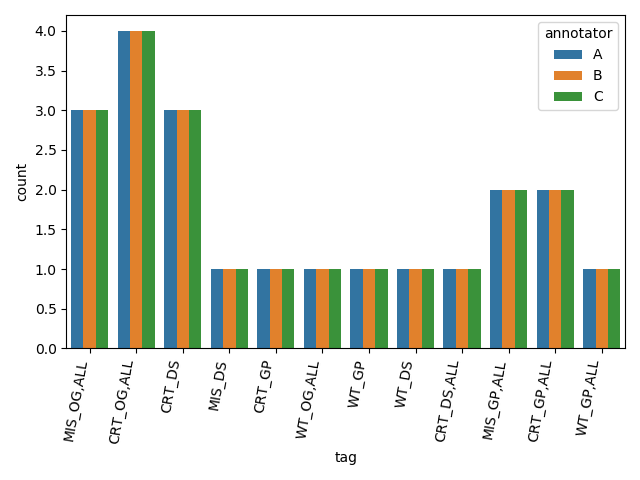 annotator
A
B
C
4.0
3.5
3.0
2.5
2.0
1.5
1.0
0.5
0.0
count
MIS_OG,ALL
CRT_OG,ALL
CRT_DS
MIS_DS
CRT_GP
WT_OG,ALL
WT_GP
WT_DS
CRT_DS,ALL
MIS_GP,ALL
CRT_GP,ALL
WT_GP,ALL
tag